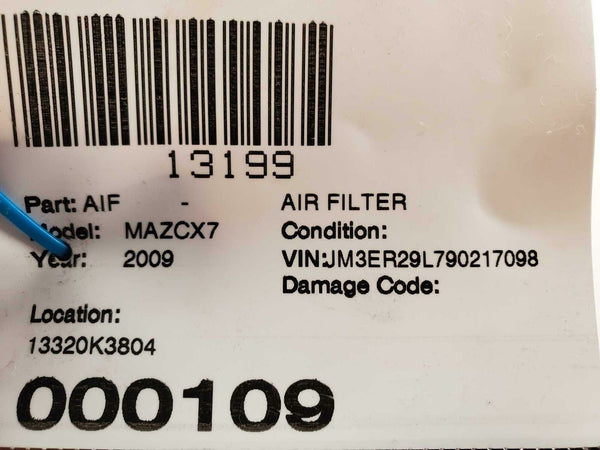 13199
Part: AIF - AIR FILTER
Model: MAZCX7 Condition:
Year: 2009 VIN:JM3ER29L790217098
Damage Code:
Location:
13320K3804
000109